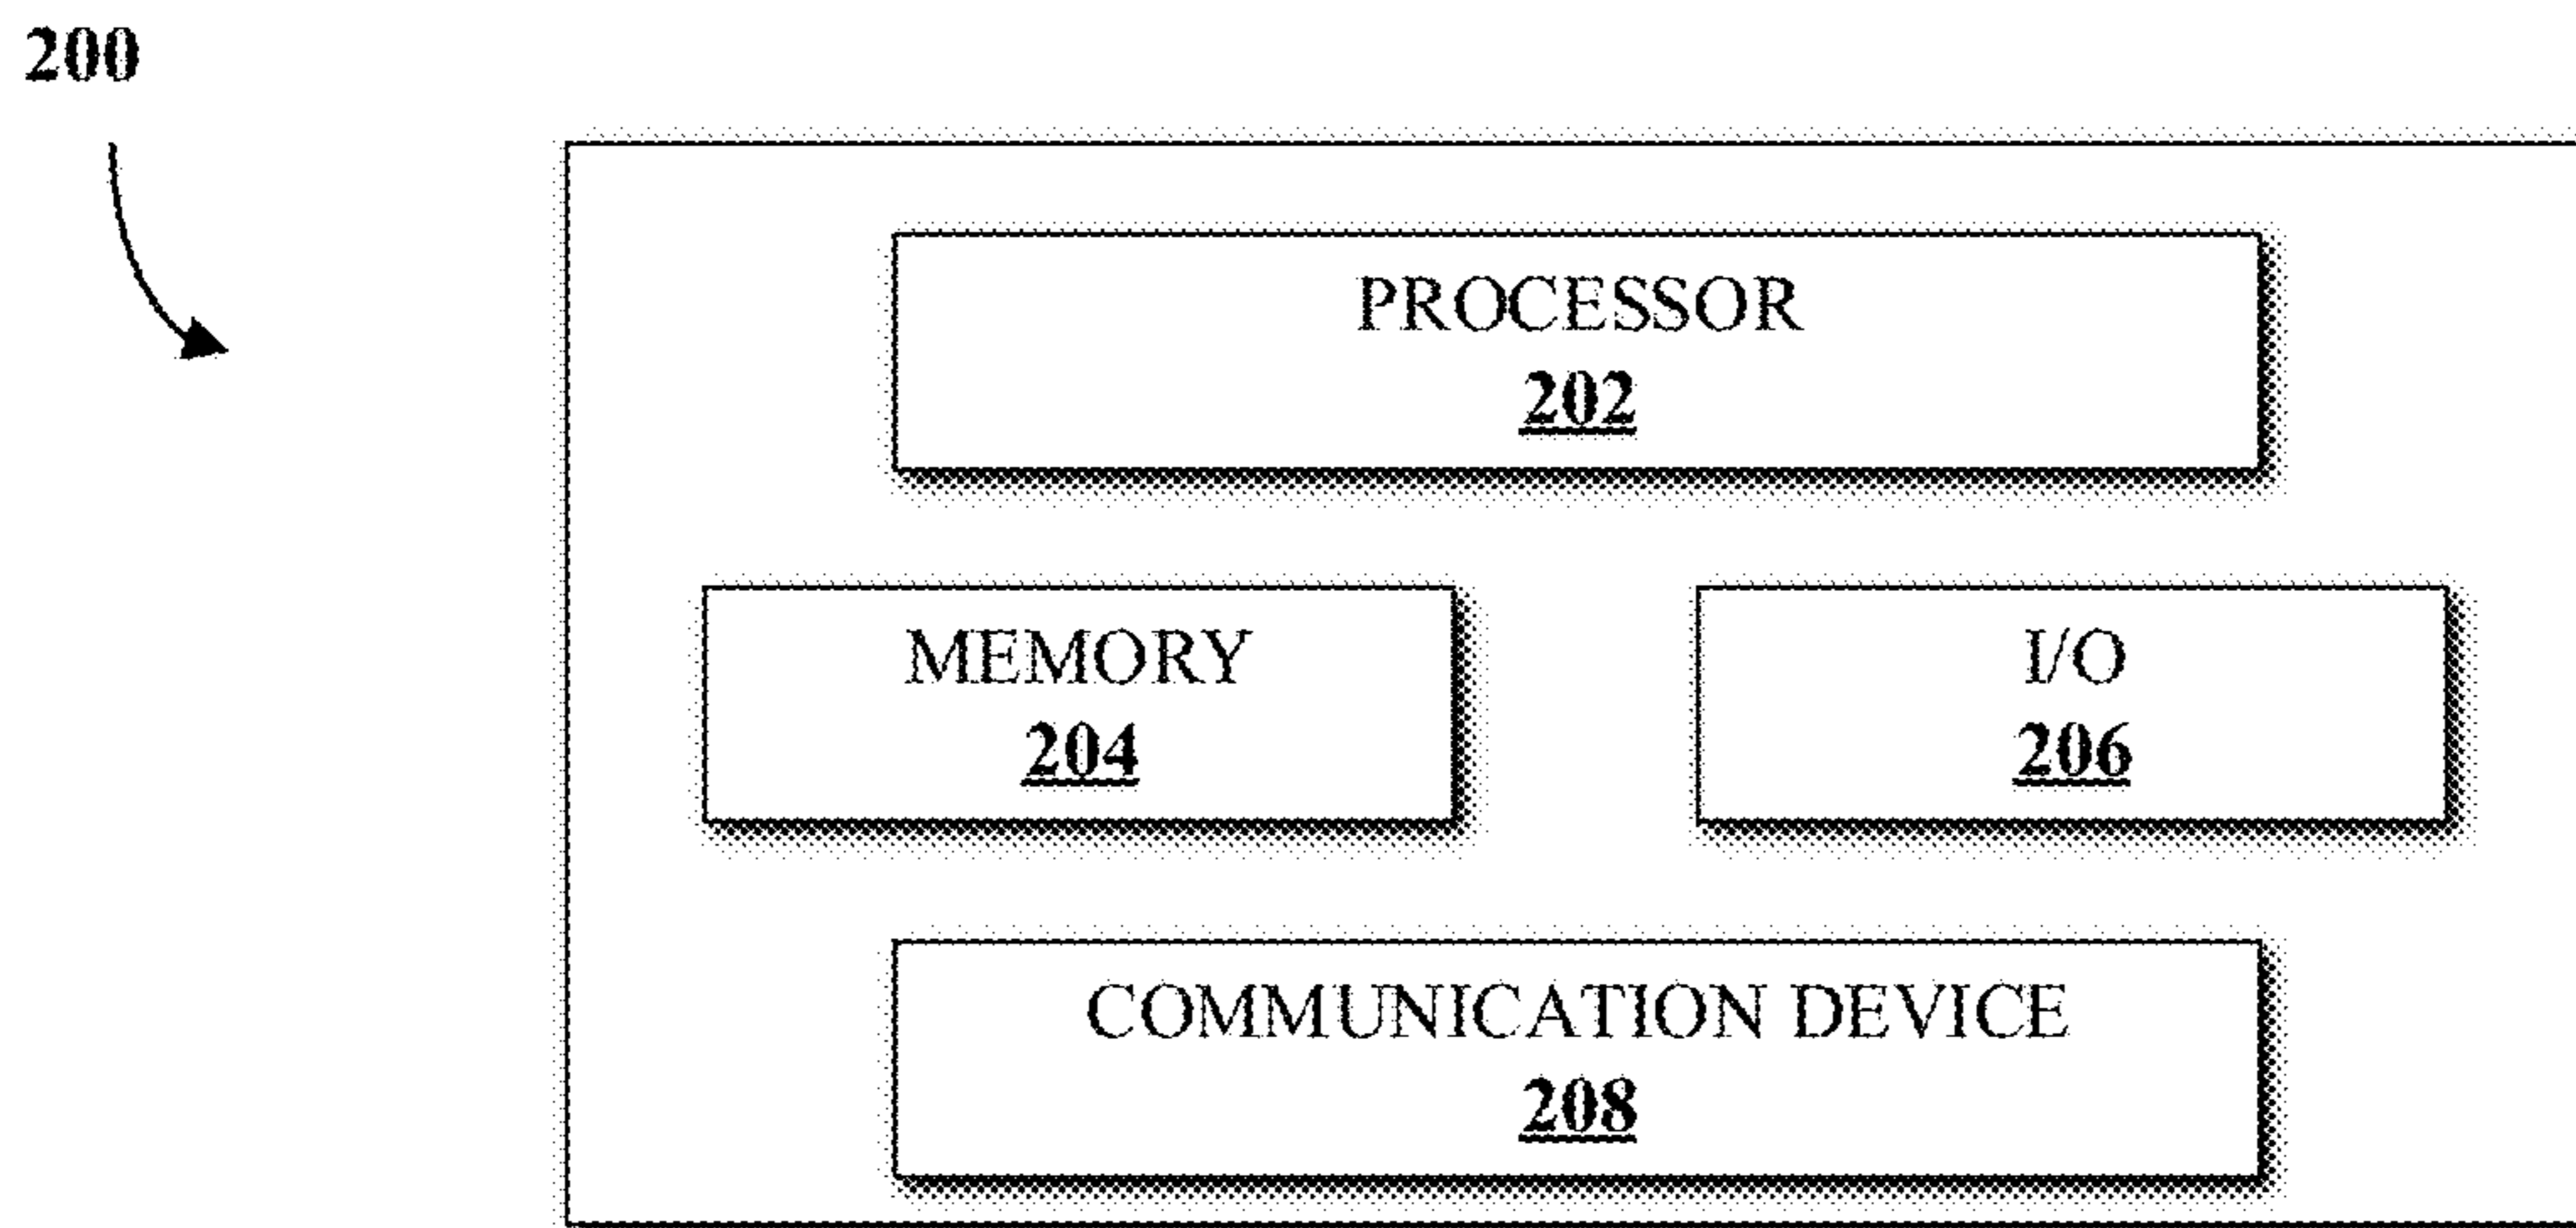 200
PROCESSOR
202
MEMORY
204
I/O
206
COMMUNICATION DEVICE
208